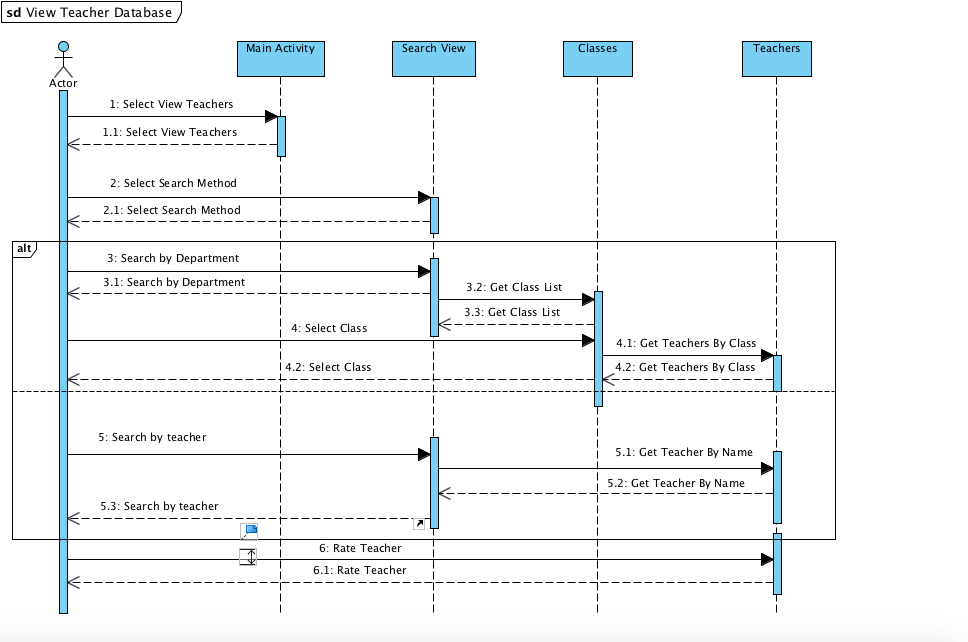 sd View Teacher Database
Main Activity
Search View
Classes
Teachers
Actor
1: Select View Teachers
1.1: Select View Teachers
2: Select Search Method
2.1: Select Search Method
alt
3: Search by Department
3.1: Search by Department
3.2: Get Class List
3.3: Get Class List
4: Select Class
4.1: Get Teachers By Class
4.2: Select Class
4.2: Get Teachers By Class
5: Search by teacher
5.1: Get Teacher By Name
5.2: Get Teacher By Name
5.3: Search by teacher
6: Rate Teacher
6.1: Rate Teacher